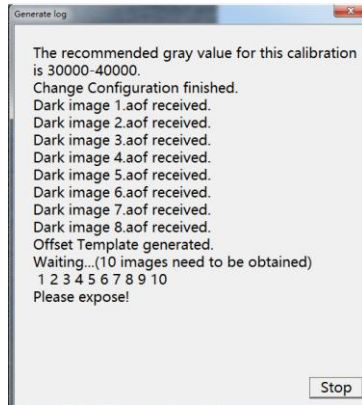 Generate log
The recommended gray value for this calibration
is 30000-40000.
Change Configuration finished.
Dark image 1.aof received.
Dark image 2.aof received.
Dark image 3.aof received.
Dark image 4.aof received.
Dark image 5.aof received.
Dark image 6.aof received.
Dark image 7.aof received.
Dark image 8.aof received.
Offset Template generated.
Waiting...(10 images need to be obtained)
1 2 3 4 5 6 7 8 9 10
Please expose!
Stop